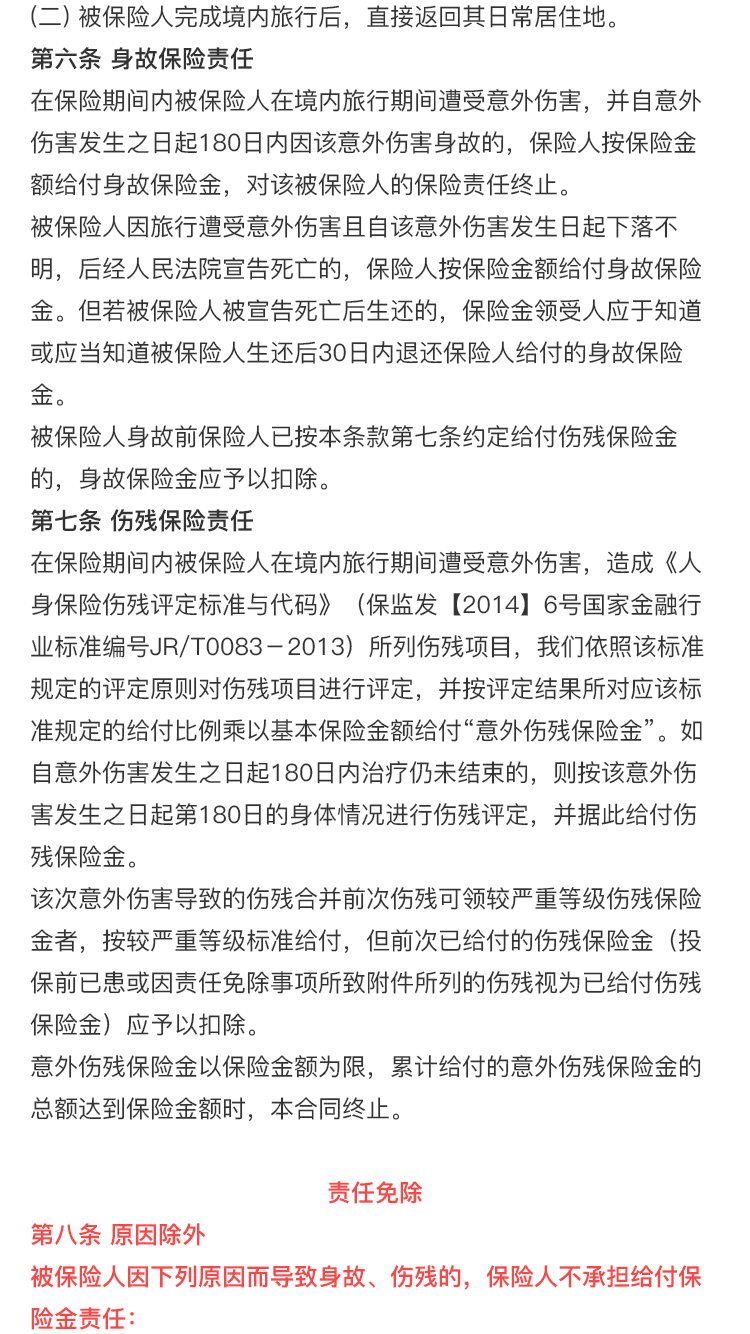 (二) 被保险人完成境内旅行后，直接返回其日常居住地。
第六条 身故保险责任
在保险期间内被保险人在境内旅行期间遭受意外伤害，并自意外
伤害发生之日起180日内因该意外伤害身故的，保险人按保险金
额给付身故保险金，对该被保险人的保险责任终止。
被保险人因旅行遭受意外伤害且自该意外伤害发生日起下落不
明，后经人民法院宣告死亡的，保险人按保险金额给付身故保险
金。但若被保险人被宣告死亡后生还的，保险金领受人应于知道
或应当知道被保险人生还后30日内退还保险人给付的身故保险
金。
被保险人身故前保险人已按本条款第七条约定给付伤残保险金
的，身故保险金应予以扣除。
第七条 伤残保险责任
在保险期间内被保险人在境内旅行期间遭受意外伤害，造成《人
身保险伤残评定标准与代码》（保监发【2014】6号国家金融行
业标准编号JR/T0083－2013）所列伤残项目，我们依照该标准
规定的评定原则对伤残项目进行评定，并按评定结果所对应该标
准规定的给付比例乘以基本保险金额给付“意外伤残保险金”。如
自意外伤害发生之日起180日内治疗仍未结束的，则按该意外伤
害发生之日起第180日的身体情况进行伤残评定，并据此给付伤
残保险金。
该次意外伤害导致的伤残合并前次伤残可领较严重等级伤残保险
金者，按较严重等级标准给付，但前次已给付的伤残保险金（投
保前已患或因责任免除事项所致附件所列的伤残视为已给付伤残
保险金）应予以扣除。
意外伤残保险金以保险金额为限，累计给付的意外伤残保险金的
总额达到保险金额时，本合同终止。
责任免除
第八条 原因除外
被保险人因下列原因而导致身故、伤残的，保险人不承担给付保
险金责任：